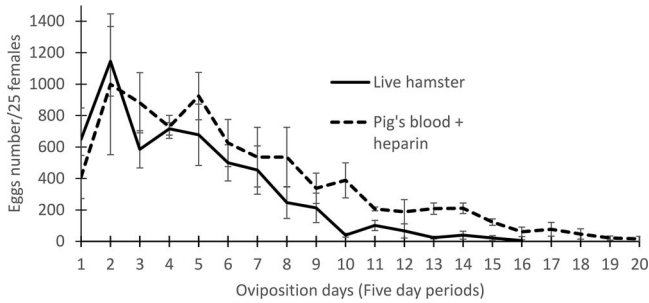 1400
1200
1000
800
600
400
200
0
Eggs number/25 females
Live hamster
Pig's blood +
heparin
1 2 3 4 5 6 7 8 9 10 11 12 13 14 15 16 17 18 19 20
Oviposition days (Five day periods)